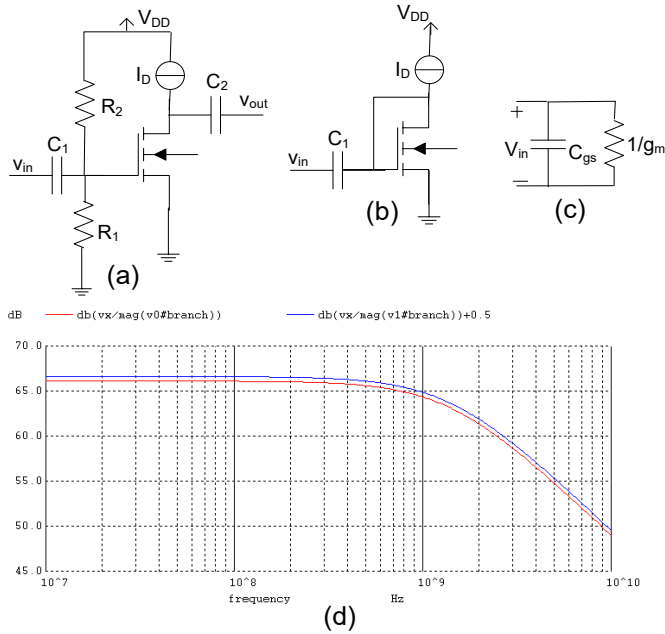 V_DD
I_D
C_2
R_2
v_out
C_1
v_in
R_1
(a)
V_DD
I_D
C_1
v_in
(b)
+
V_in
C_gs
1/g_m
(c)
dB
db(vx/mag(v0#branch))
db(vx/mag(v1#branch))+0.5
70.0
65.0
60.0
55.0
50.0
45.0
10^7
10^8
10^9
10^10
frequency
Hz
(d)